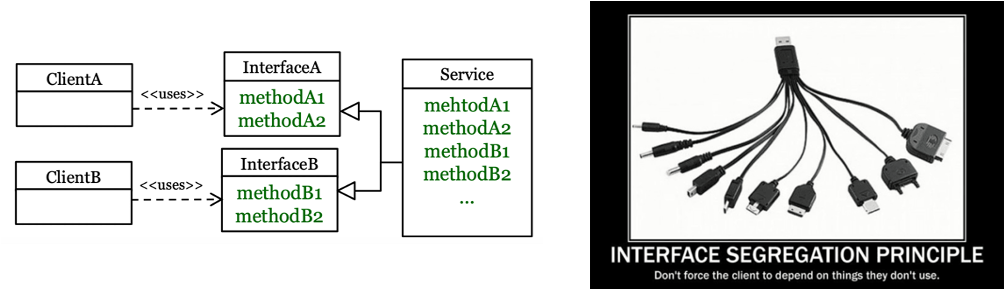 ClientA
<<uses>>
InterfaceA
methodA1
methodA2
ClientB
<<uses>>
InterfaceB
methodB1
methodB2
Service
mehtodA1
methodA2
methodB1
methodB2
...
INTERFACE SEGREGATION PRINCIPLE
Don't force the client to depend on things they don't use.